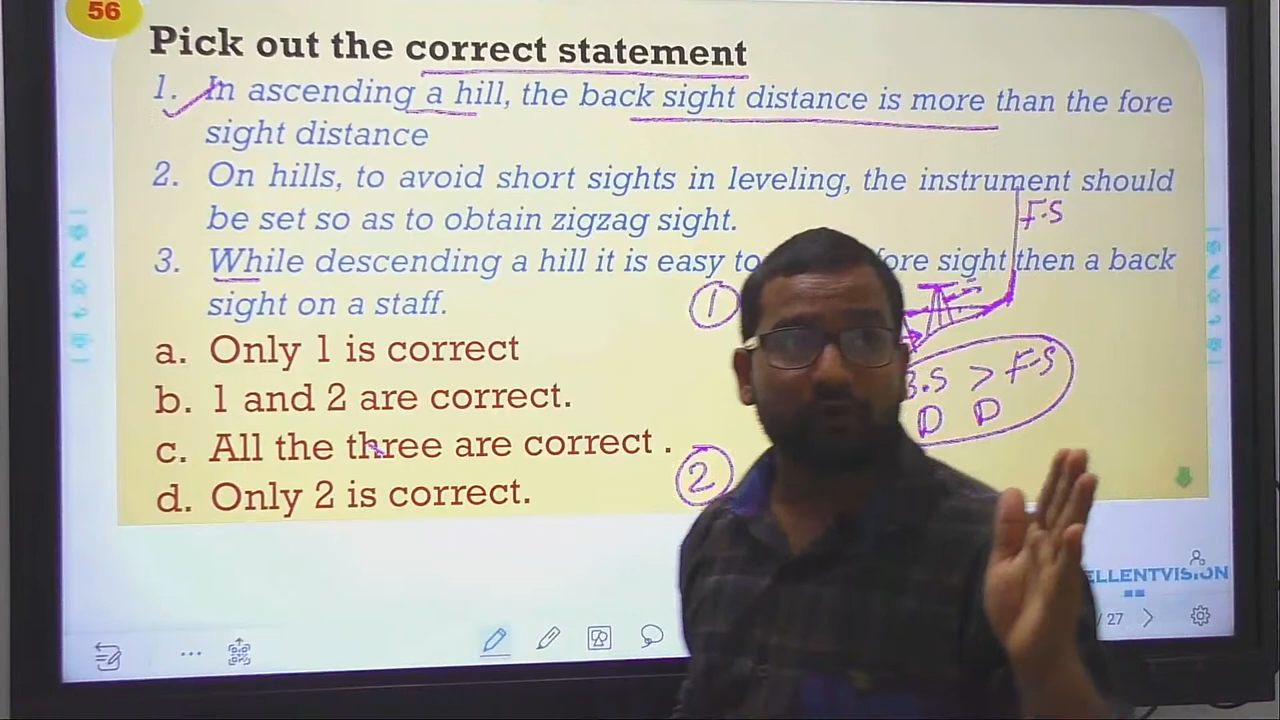 56
Pick out the correct statement
1. In ascending a hill, the back sight distance is more than the fore
sight distance
2. On hills, to avoid short sights in leveling, the instrument should
be set so as to obtain zigzag sight.
F.S
3. While descending a hill it is easy to ore sight then a back
sight on a staff.
1
a. Only 1 is correct
B.S > F.S
D D
b. 1 and 2 are correct.
c. All the three are correct .
2
d. Only 2 is correct.
ELLENTVISION
/ 27